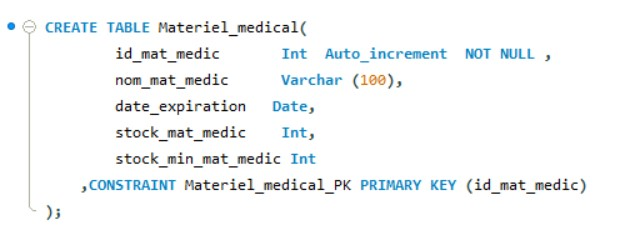 CREATE TABLE Materiel_medical(
id_mat_medic Int Auto_increment NOT NULL ,
nom_mat_medic Varchar (100),
date_expiration Date,
stock_mat_medic Int,
stock_min_mat_medic Int
,CONSTRAINT Materiel_medical_PK PRIMARY KEY (id_mat_medic)
);